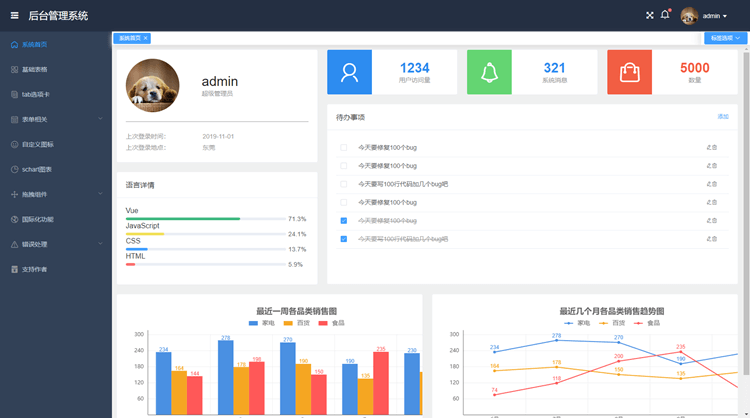 后台管理系统
admin
系统首页
基础表格
tab选项卡
表单相关
自定义图标
schart图表
拖拽组件
国际化功能
错误处理
支持作者
系统首页
标签选项
admin
超级管理员
上次登录时间：
2019-11-01
上次登录地点：
东莞
语言详情
Vue
71.3%
JavaScript
24.1%
CSS
13.7%
HTML
5.9%
1234
用户访问量
321
系统消息
5000
数量
待办事项
添加
今天要修复100个bug
今天要修复100个bug
今天要写100行代码加几个bug吧
今天要修复100个bug
今天要修复100个bug
今天要写100行代码加几个bug吧
最近一周各品类销售图
家电 百货 食品
300
240
180
120
60
234
164
144
278
178
198
270
190
150
190
135
235
230
最近几个月各品类销售趋势图
家电 百货 食品
300
240
180
120
60
234
278
270
190
164
178
150
135
74
118
200
235